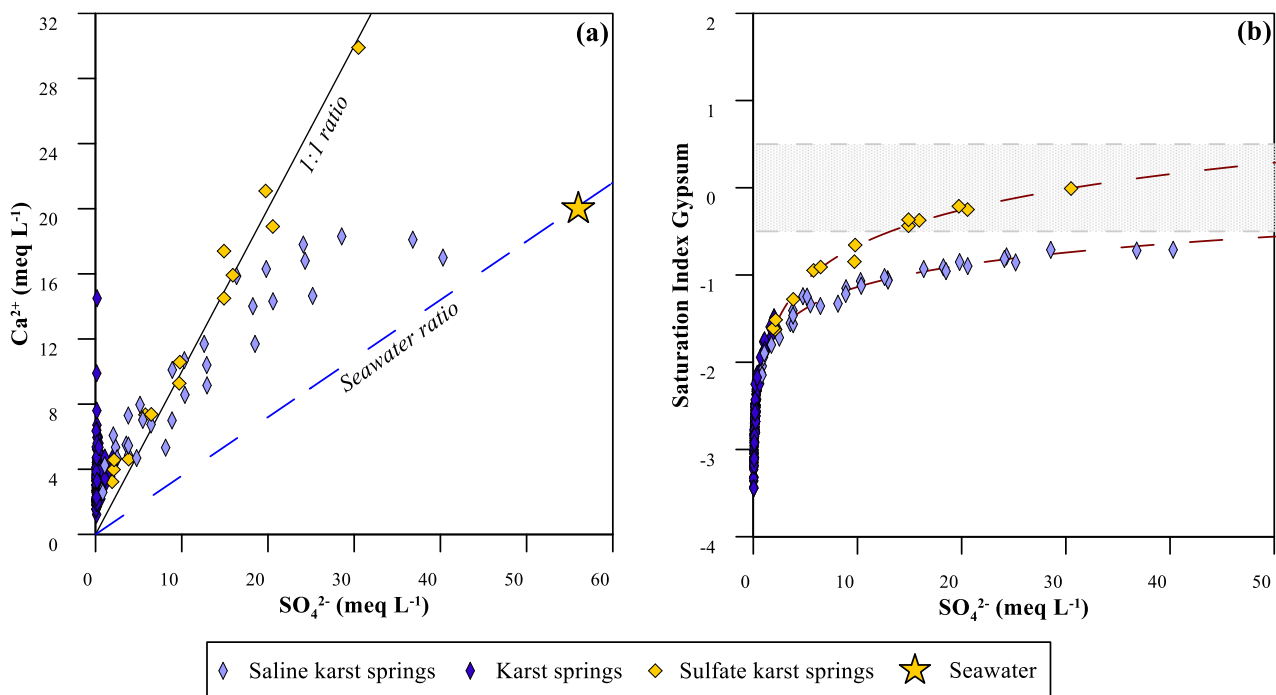 (a)
32
28
24
20
16
12
8
4
0
Ca²⁺ (meq L⁻¹)
1:1 ratio
Seawater ratio
0 10 20 30 40 50 60
SO₄²⁻ (meq L⁻¹)
(b)
2
1
0
-1
-2
-3
-4
Saturation Index Gypsum
0 10 20 30 40 50
SO₄²⁻ (meq L⁻¹)
Saline karst springs Karst springs Sulfate karst springs Seawater